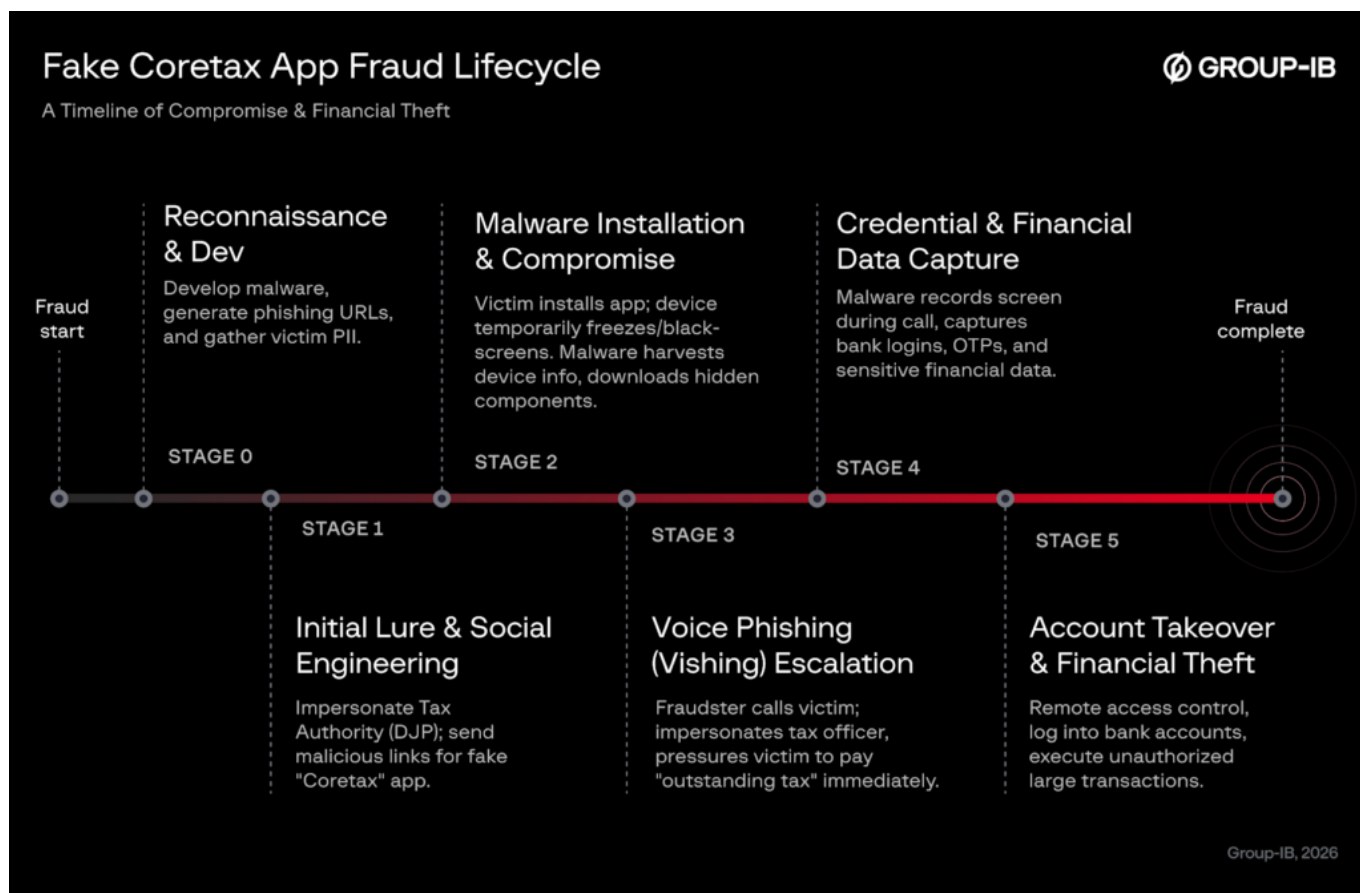 Fake Coretax App Fraud Lifecycle
A Timeline of Compromise & Financial Theft
GROUP-IB
Fraud
start
Reconnaissance
& Dev
Develop malware,
generate phishing URLs,
and gather victim PII.
STAGE 0
STAGE 1
Initial Lure & Social
Engineering
Impersonate Tax
Authority (DJP); send
malicious links for fake
"Coretax" app.
Malware Installation
& Compromise
Victim installs app; device
temporarily freezes/black-
screens. Malware harvests
device info, downloads hidden
components.
STAGE 2
STAGE 3
Voice Phishing
(Vishing) Escalation
Fraudster calls victim;
impersonates tax officer,
pressures victim to pay
"outstanding tax" immediately.
Credential & Financial
Data Capture
Malware records screen
during call, captures
bank logins, OTPs, and
sensitive financial data.
STAGE 4
STAGE 5
Account Takeover
& Financial Theft
Remote access control,
log into bank accounts,
execute unauthorized
large transactions.
Fraud
complete
Group-IB, 2026